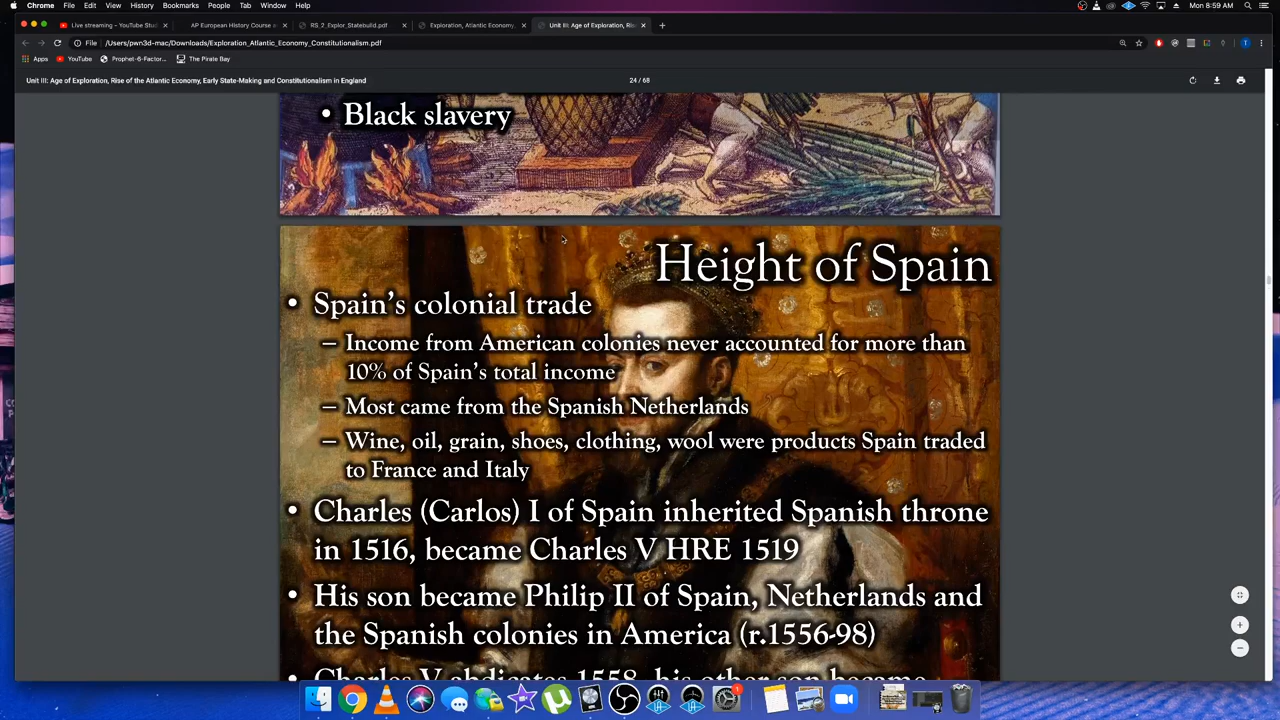 Chrome File Edit View History Bookmarks People Tab Window Help
Mon 8:59 AM
Live streaming - YouTube Stu
AP European History Course a
RS_2_Explor_Statebuild.pdf
Exploration, Atlantic Economy,
Unit III: Age of Exploration, Ris
File /Users/pwn3d-mac/Downloads/Exploration_Atlantic_Economy_Constitutionalism.pdf
Apps YouTube Prophet-6-Factor... The Pirate Bay
Unit III: Age of Exploration, Rise of the Atlantic Economy, Early State-Making and Constitutionalism in England
24 / 68
• Black slavery
Height of Spain
• Spain's colonial trade
– Income from American colonies never accounted for more than
10% of Spain's total income
– Most came from the Spanish Netherlands
– Wine, oil, grain, shoes, clothing, wool were products Spain traded
to France and Italy
• Charles (Carlos) I of Spain inherited Spanish throne
in 1516, became Charles V HRE 1519
• His son became Philip II of Spain, Netherlands and
the Spanish colonies in America (r.1556-98)
Charles V abdicates 1558, his other son became